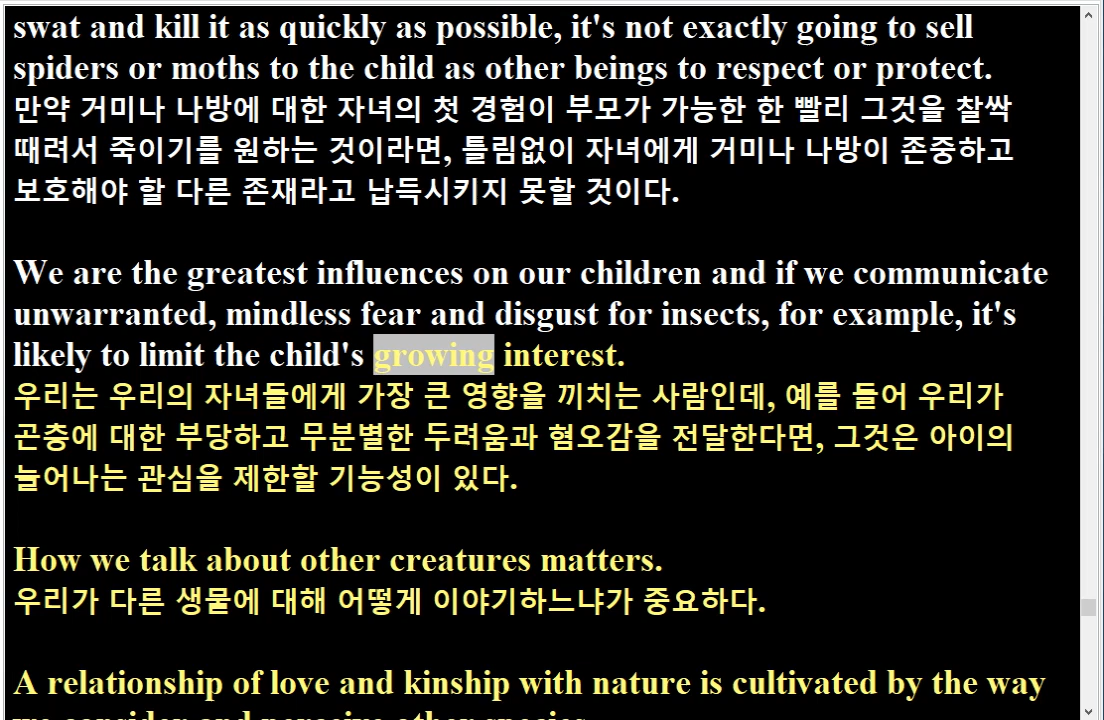 swat and kill it as quickly as possible, it's not exactly going to sell
spiders or moths to the child as other beings to respect or protect.
만약 거미나 나방에 대한 자녀의 첫 경험이 부모가 가능한 한 빨리 그것을 찰싹
때려서 죽이기를 원하는 것이라면, 틀림없이 자녀에게 거미나 나방이 존중하고
보호해야 할 다른 존재라고 납득시키지 못할 것이다.
We are the greatest influences on our children and if we communicate
unwarranted, mindless fear and disgust for insects, for example, it's
likely to limit the child's growing interest.
우리는 우리의 자녀들에게 가장 큰 영향을 끼치는 사람인데, 예를 들어 우리가
곤충에 대한 부당하고 무분별한 두려움과 혐오감을 전달한다면, 그것은 아이의
늘어나는 관심을 제한할 기능성이 있다.
How we talk about other creatures matters.
우리가 다른 생물에 대해 어떻게 이야기하느냐가 중요하다.
A relationship of love and kinship with nature is cultivated by the way
we consider and perceive other species.